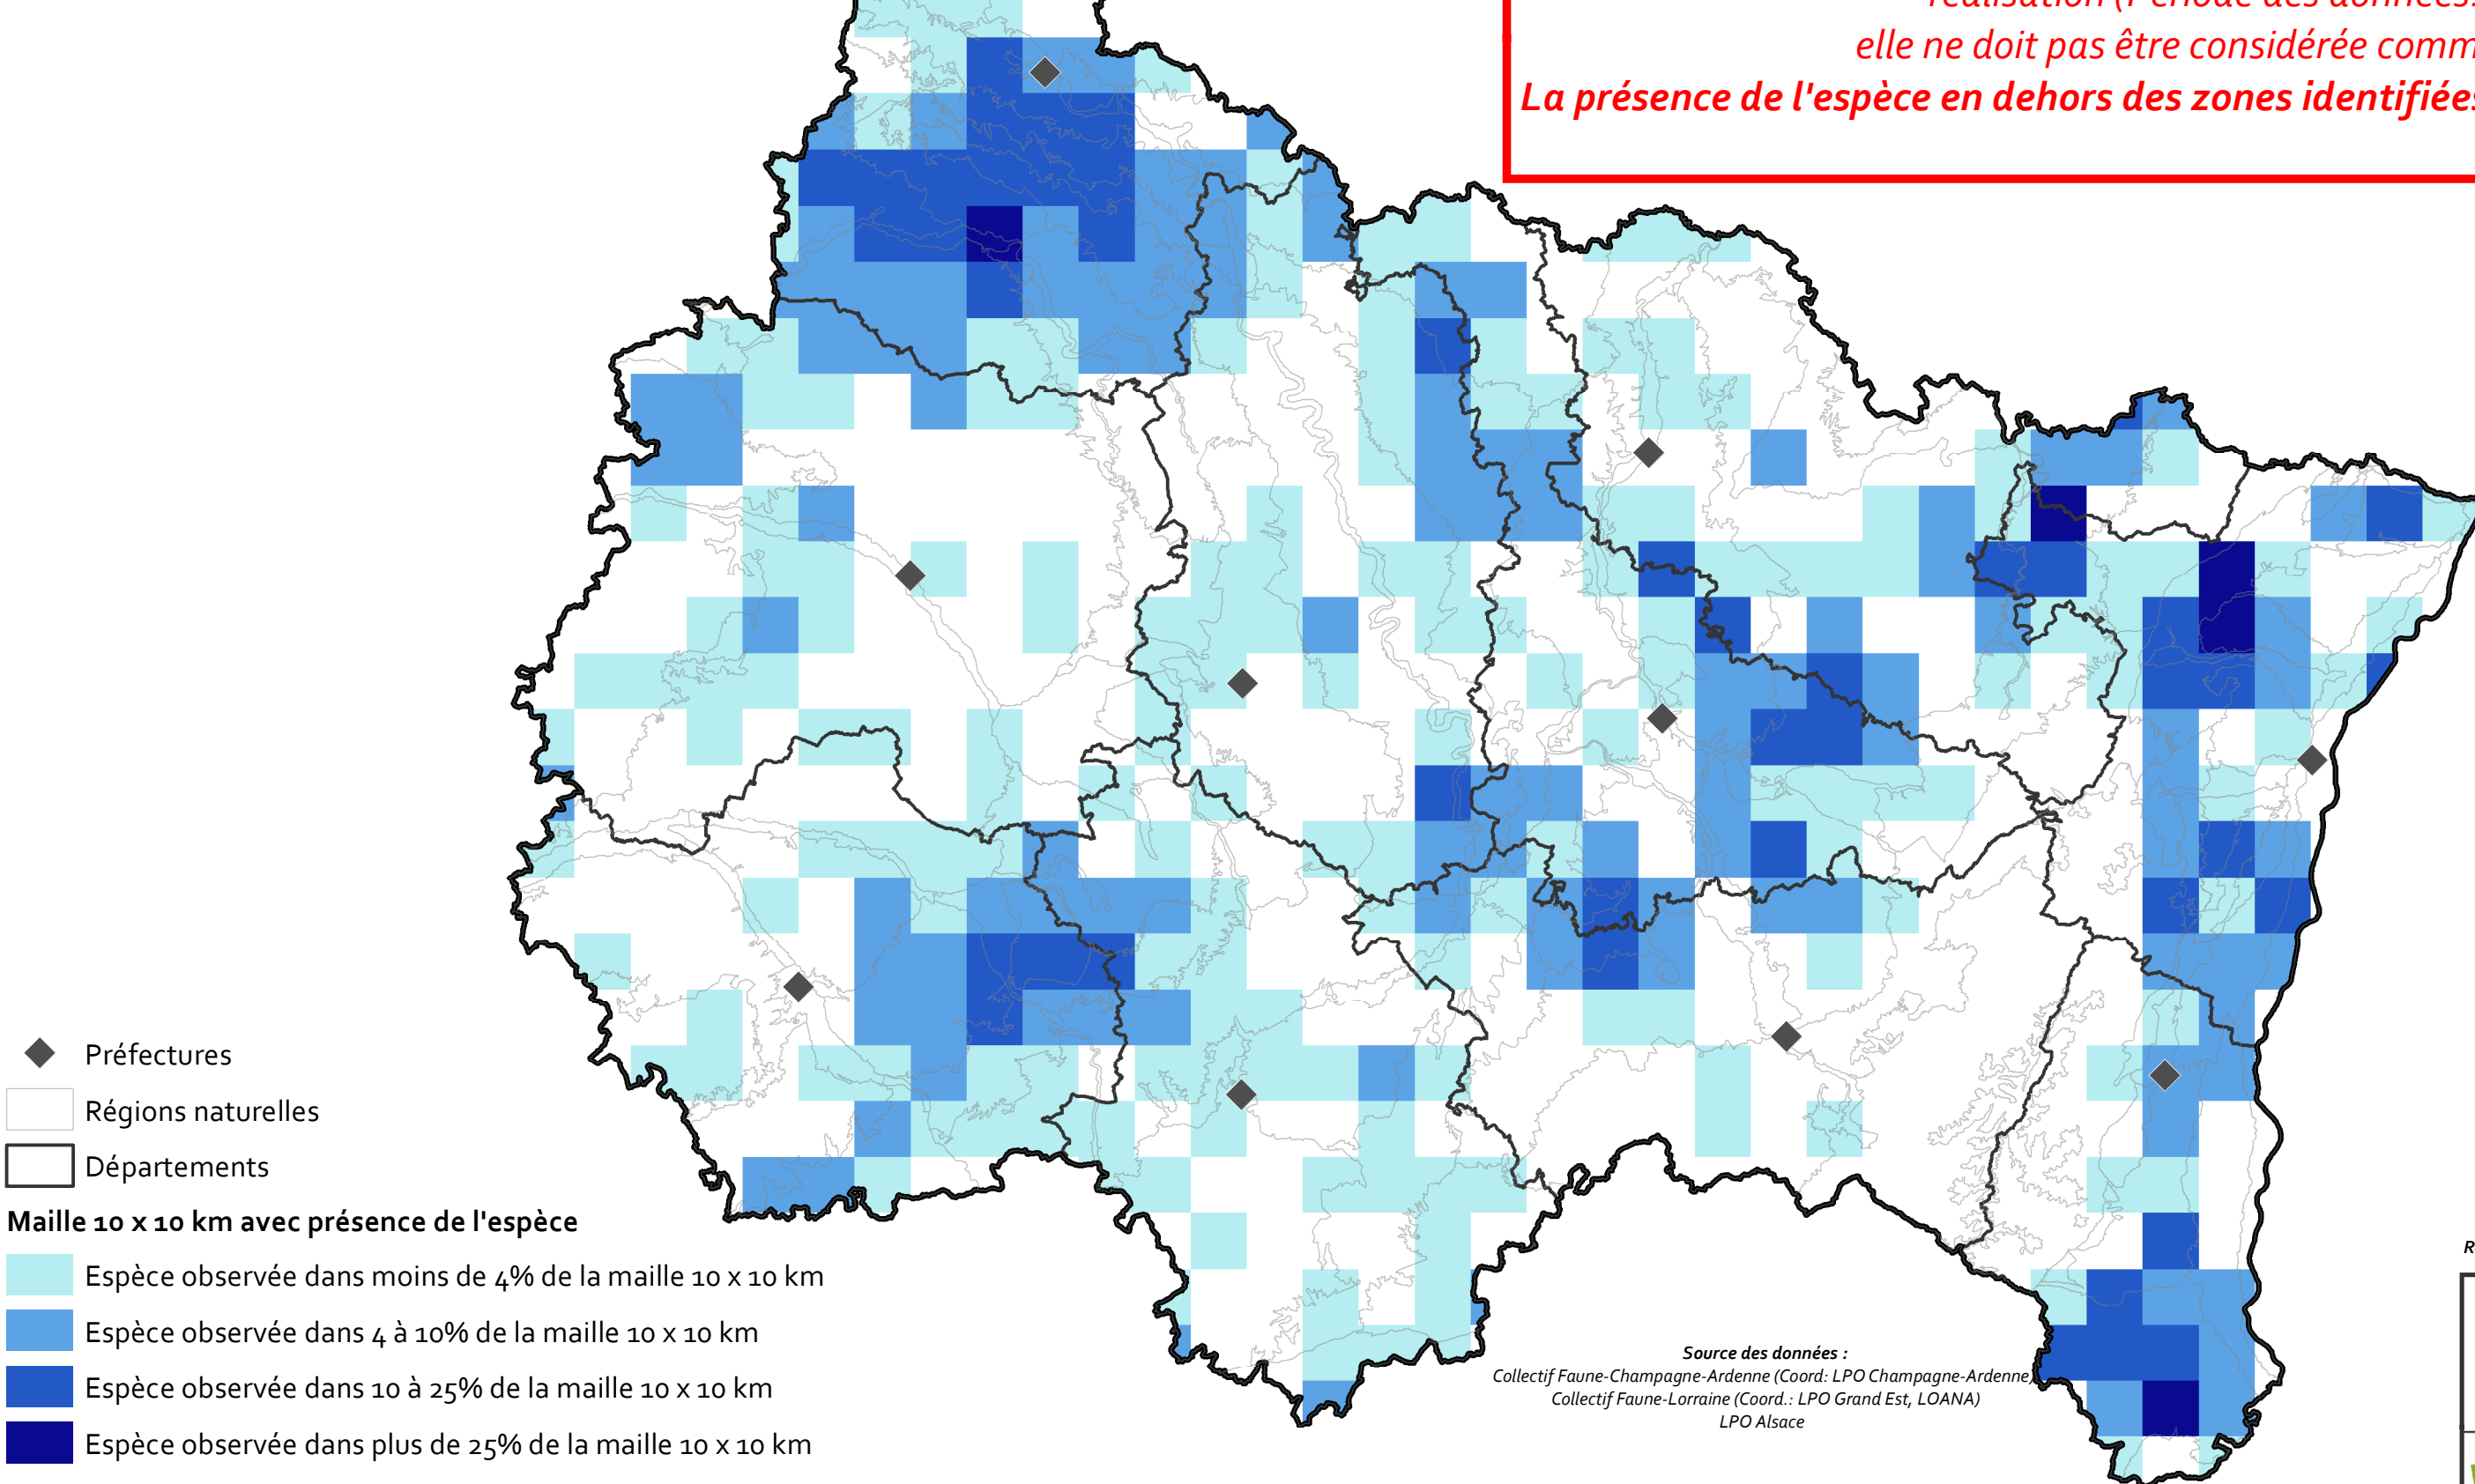 elle ne doit pas être considérée comm
La présence de l'espèce en dehors des zones identifiées
Préfectures
Régions naturelles
Départements
Maille 10 x 10 km avec présence de l'espèce
Espèce observée dans moins de 4% de la maille 10 x 10 km
Espèce observée dans 4 à 10% de la maille 10 x 10 km
Espèce observée dans 10 à 25% de la maille 10 x 10 km
Espèce observée dans plus de 25% de la maille 10 x 10 km
Source des données :
Collectif Faune-Champagne-Ardenne (Coord: LPO Champagne-Ardenne)
Collectif Faune-Lorraine (Coord.: LPO Grand Est, LOANA)
LPO Alsace